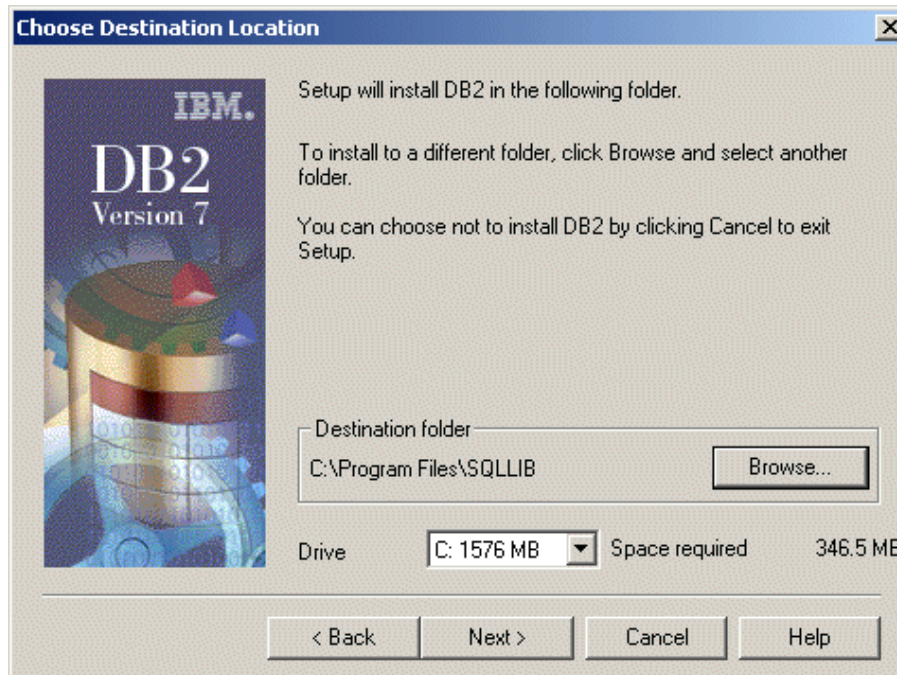 Choose Destination Location
IBM.
DB2
Version 7
Setup will install DB2 in the following folder.
To install to a different folder, click Browse and select another
folder.
You can choose not to install DB2 by clicking Cancel to exit
Setup.
Destination folder
C:\Program Files\SQLLIB
Browse...
Drive
C: 1576 MB
Space required
346.5 MB
< Back
Next >
Cancel
Help